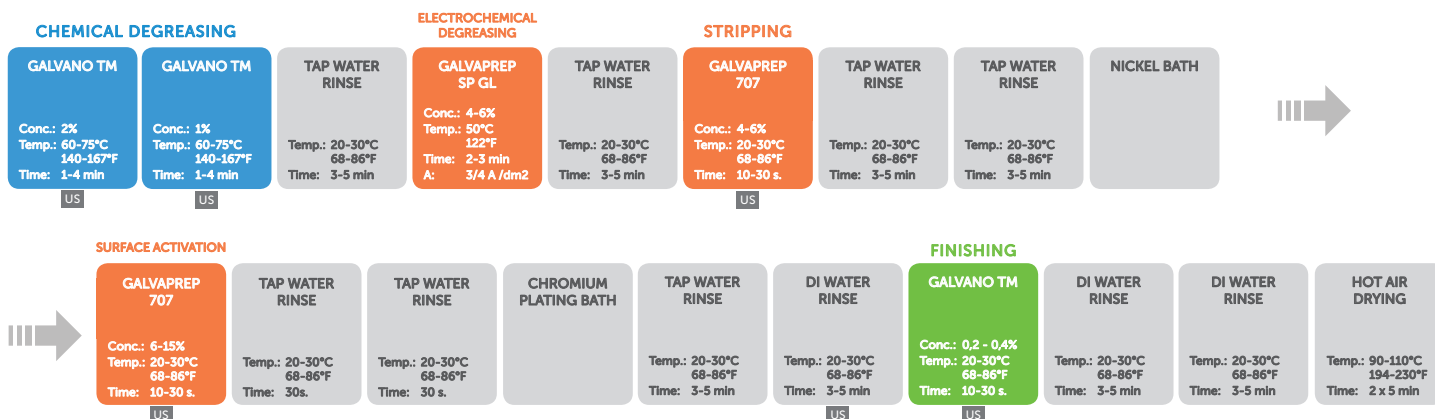 CHEMICAL DEGREASING
ELECTROCHEMICAL
DEGREASING
STRIPPING
GALVANO TM
Conc.: 2%
Temp.: 60-75°C
140-167°F
Time: 1-4 min
US
GALVANO TM
Conc.: 1%
Temp.: 60-75°C
140-167°F
Time: 1-4 min
US
TAP WATER
RINSE
Temp.: 20-30°C
68-86°F
Time: 3-5 min
GALVAPREP
SP GL
Conc.: 4-6%
Temp.: 50°C
122°F
Time: 2-3 min
A: 3/4 A /dm2
TAP WATER
RINSE
Temp.: 20-30°C
68-86°F
Time: 3-5 min
GALVAPREP
707
Conc.: 4-6%
Temp.: 20-30°C
68-86°F
Time: 10-30 s.
US
TAP WATER
RINSE
Temp.: 20-30°C
68-86°F
Time: 3-5 min
TAP WATER
RINSE
Temp.: 20-30°C
68-86°F
Time: 3-5 min
NICKEL BATH
SURFACE ACTIVATION
FINISHING
GALVAPREP
707
Conc.: 6-15%
Temp.: 20-30°C
68-86°F
Time: 10-30 s.
US
TAP WATER
RINSE
Temp.: 20-30°C
68-86°F
Time: 30s.
TAP WATER
RINSE
Temp.: 20-30°C
68-86°F
Time: 30 s.
CHROMIUM
PLATING BATH
TAP WATER
RINSE
Temp.: 20-30°C
68-86°F
Time: 3-5 min
DI WATER
RINSE
Temp.: 20-30°C
68-86°F
Time: 3-5 min
US
GALVANO TM
Conc.: 0,2 - 0,4%
Temp.: 20-30°C
68-86°F
Time: 10-30 s.
US
DI WATER
RINSE
Temp.: 20-30°C
68-86°F
Time: 3-5 min
DI WATER
RINSE
Temp.: 20-30°C
68-86°F
Time: 3-5 min
HOT AIR
DRYING
Temp.: 90-110°C
194-230°F
Time: 2 x 5 min